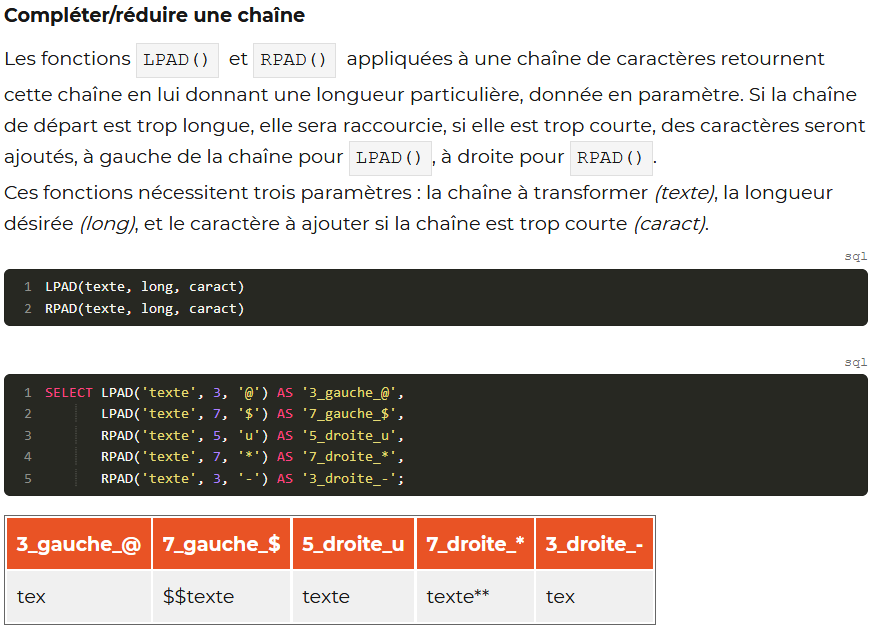 Compléter/réduire une chaîne
Les fonctions LPAD() et RPAD() appliquées à une chaîne de caractères retournent
cette chaîne en lui donnant une longueur particulière, donnée en paramètre. Si la chaîne
de départ est trop longue, elle sera raccourcie, si elle est trop courte, des caractères seront
ajoutés, à gauche de la chaîne pour LPAD() , à droite pour RPAD() .
Ces fonctions nécessitent trois paramètres : la chaîne à transformer (texte), la longueur
désirée (long), et le caractère à ajouter si la chaîne est trop courte (caract).
sql
1 LPAD(texte, long, caract)
2 RPAD(texte, long, caract)
sql
1 SELECT LPAD('texte', 3, '@') AS '3_gauche_@',
2 LPAD('texte', 7, '$') AS '7_gauche_$',
3 RPAD('texte', 5, 'u') AS '5_droite_u',
4 RPAD('texte', 7, '*') AS '7_droite_*',
5 RPAD('texte', 3, '-') AS '3_droite_-';
3_gauche_@ 7_gauche_$ 5_droite_u 7_droite_* 3_droite_-
tex $$texte texte texte** tex